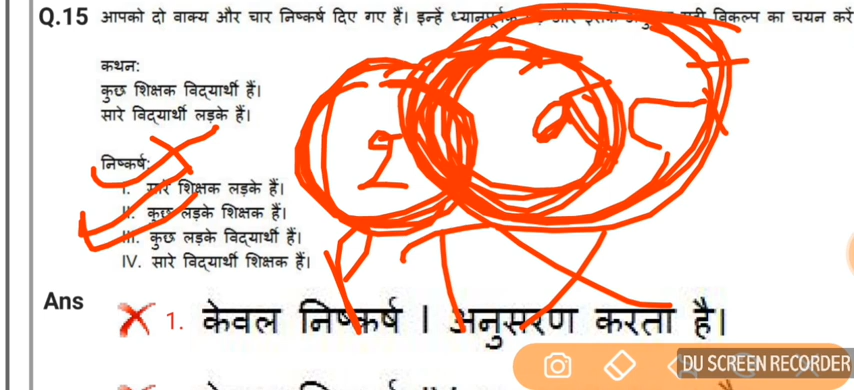 Q.15 आपको दो वाक्य और चार निष्कर्ष दिए गए हैं। इन्हें ध्यानपूर्वक विकल्प का चयन करें
कथन:
कुछ शिक्षक विद्यार्थी हैं।
सारे विद्यार्थी लड़के हैं।
निष्कर्ष:
I. सारे शिक्षक लड़के हैं।
II. कुछ लड़के शिक्षक हैं।
III. कुछ लड़के विद्यार्थी हैं।
IV. सारे विद्यार्थी शिक्षक हैं।
Ans
1. केवल निष्कर्ष I अनुसरण करता है।
DU SCREEN RECORDER